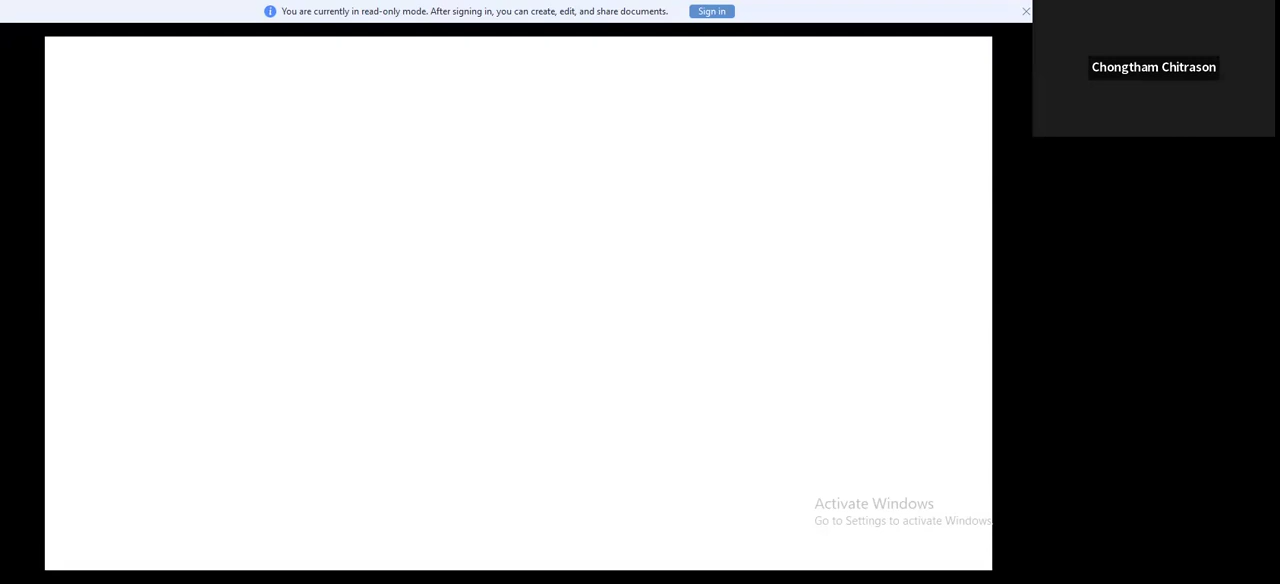 You are currently in read-only mode. After signing in, you can create, edit, and share documents.
Sign in
Chongtham Chitrason
Activate Windows
Go to Settings to activate Windows